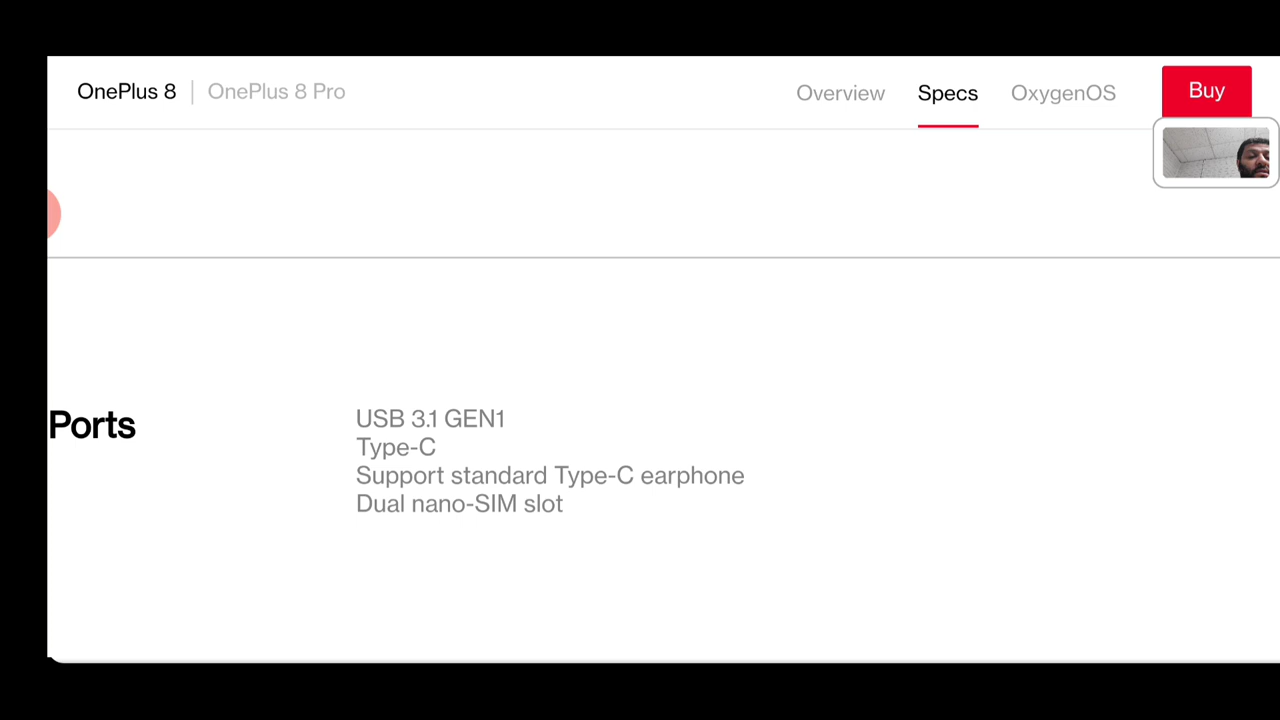 OnePlus 8 | OnePlus 8 Pro
Overview Specs OxygenOS Buy
Ports
USB 3.1 GEN1
Type-C
Support standard Type-C earphone
Dual nano-SIM slot